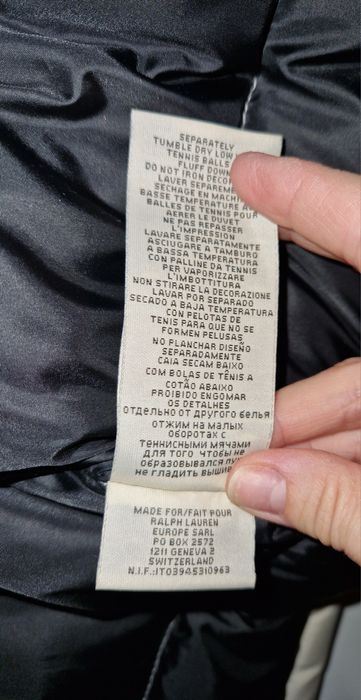 SEPARATELY
TUMBLE DRY LOW
TENNIS BALLS
FLUFF DOWN
DO NOT IRON DECOR
LAVER SEPAREME
SECHAGE EN MACHI
BASSE TEMPERATURE A
BALLES DE TENNIS POUR
AERER LE DUVET
NE PAS REPASSER
L'IMPRESSION
LAVARE SEPARATAMENTE
ASCIUGARE A TAMBURO
A BASSA TEMPERATURA
CON PALLINE DA TENNIS
PER VAPORIZZARE
L'IMBOTTITURA
NON STIRARE LA DECORAZIONE
LAVAR POR SEPARADO
SECADO A BAJA TEMPERATURA
CON PELOTAS DE
TENIS PARA QUE NO SE
FORMEN PELUSAS
NO PLANCHAR DISEÑO
SEPARADAMENTE
CAIA SECAM BAIXO
COM BOLAS DE TÊNIS A
COTÃO ABAIXO
PROIBIDO ENGOMAR
OS DETALHES
ОТДЕЛЬНО ОТ ДРУГОГО БЕЛЬЯ
ОТЖИМ НА МАЛЫХ
ОБОРОТАХ С
ТЕННИСНЫМИ МЯЧАМИ
ДЛЯ ТОГО ЧТОБЫ НЕ
ОБРАЗОВЫВАЛСЯ ПУ
НЕ ГЛАДИТЬ ВЫШИВ
MADE FOR/FAIT POUR
RALPH LAUREN
EUROPE SARL
PO BOX 2572
1211 GENEVA 2
SWITZERLAND
N.I.F.:IT03945310963